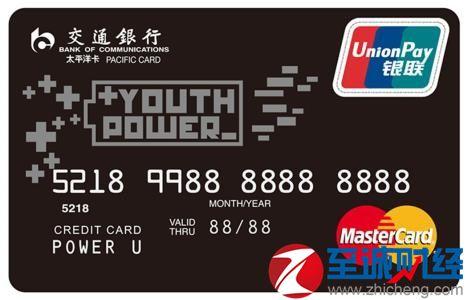 交通銀行
BANK OF COMMUNICATIONS
太平洋卡 PACIFIC CARD
UnionPay
银联
YOUTH
POWER_
5218 9988 8888 8888
5218
MONTH/YEAR
CREDIT CARD
VALID
THRU
88/88
POWER U
MasterCard
至诚财经
www.zhicheng.com